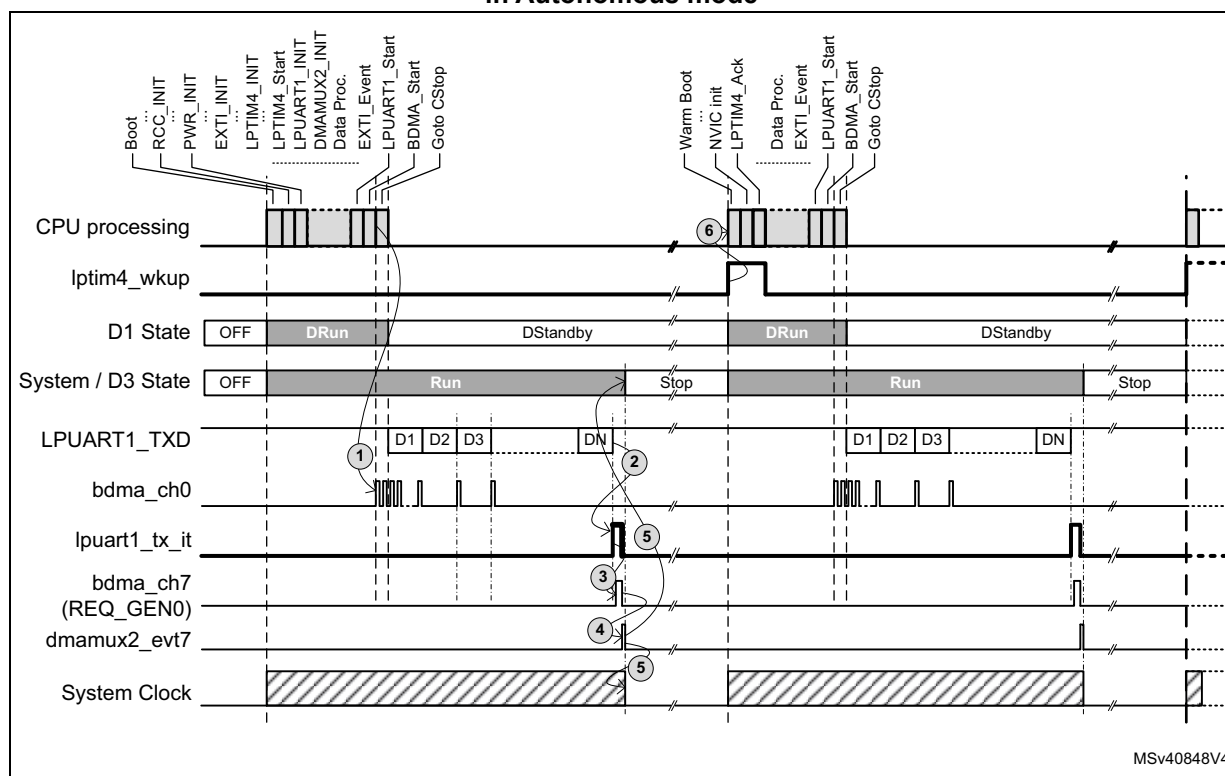 in Autonomous mode
Boot
...
RCC_INIT
...
PWR_INIT
...
EXTI_INIT
...
LPTIM4_INIT
...
LPTIM4_Start
LPUART1_INIT
DMAMUX2_INIT
Data Proc.
EXTI_Event
LPUART1_Start
BDMA_Start
Goto CStop
Warm Boot
...
NVIC init
LPTIM4_Ack
Data Proc.
EXTI_Event
LPUART1_Start
BDMA_Start
Goto CStop
CPU processing
6
lptim4_wkup
D1 State OFF DRun DStandby DRun DStandby
System / D3 State OFF Run Stop Run Stop
LPUART1_TXD D1 D2 D3 DN D1 D2 D3 DN
1
2
bdma_ch0
lpuart1_tx_it
5
bdma_ch7
(REQ_GEN0)
3
dmamux2_evt7
4
5
System Clock
MSv40848V4